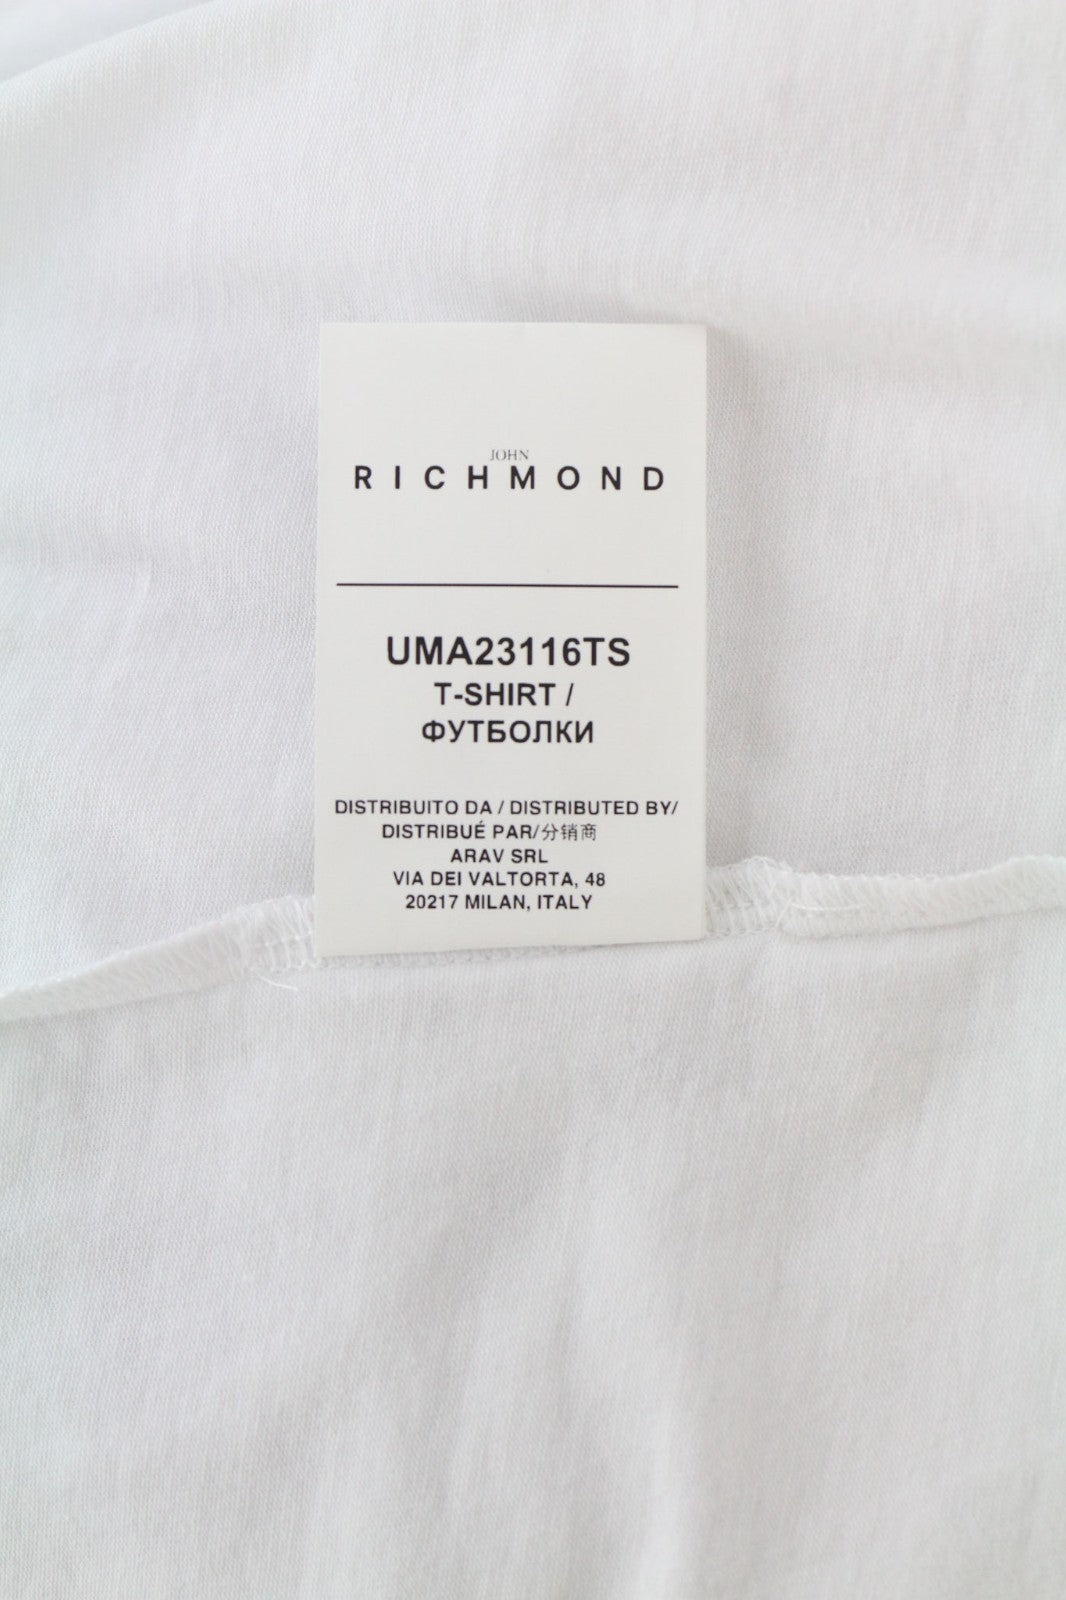 JOHN
RICHMOND
UMA23116TS
T-SHIRT /
ФУТБОЛКИ
DISTRIBUITO DA / DISTRIBUTED BY/
DISTRIBUÉ PAR/分销商
ARAV SRL
VIA DEI VALTORTA, 48
20217 MILAN, ITALY